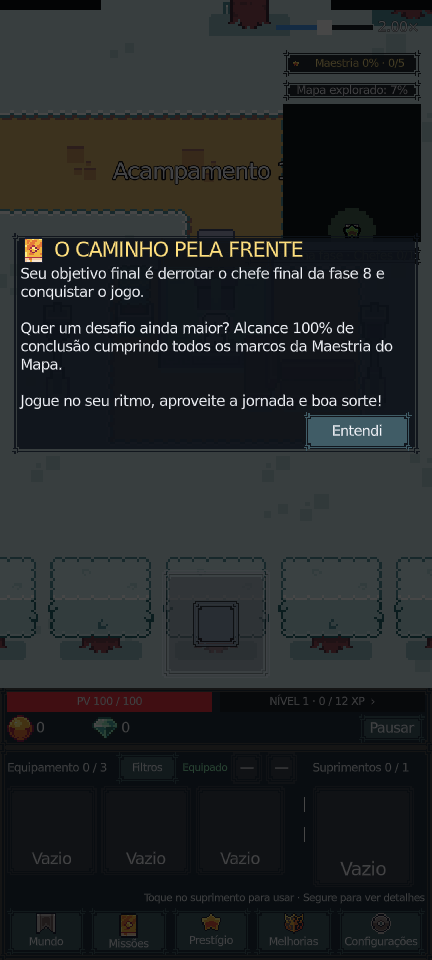 2.00x
Maestria 0% · 0/5
Mapa explorado: 7%
Acampamento
O CAMINHO PELA FRENTE
Seu objetivo final é derrotar o chefe final da fase 8 e
conquistar o jogo.
Quer um desafio ainda maior? Alcance 100% de
conclusão cumprindo todos os marcos da Maestria do
Mapa.
Jogue no seu ritmo, aproveite a jornada e boa sorte!
Entendi
PV 100 / 100
NÍVEL 1 · 0 / 12 XP ›
0
0
Pausar
Equipamento 0 / 3
Filtros
Equipado
—
—
Suprimentos 0 / 1
Vazio
Vazio
Vazio
Vazio
Toque no suprimento para usar · Segure para ver detalhes
Mundo
Missões
Prestígio
Melhorias
Configurações